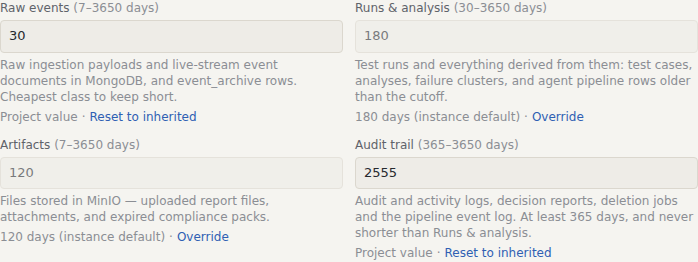 Raw events (7–3650 days)
30
Raw ingestion payloads and live-stream event
documents in MongoDB, and event_archive rows.
Cheapest class to keep short.
Project value · Reset to inherited
Runs & analysis (30–3650 days)
180
Test runs and everything derived from them: test cases,
analyses, failure clusters, and agent pipeline rows older
than the cutoff.
180 days (instance default) · Override
Artifacts (7–3650 days)
120
Files stored in MinIO — uploaded report files,
attachments, and expired compliance packs.
120 days (instance default) · Override
Audit trail (365–3650 days)
2555
Audit and activity logs, decision reports, deletion jobs
and the pipeline event log. At least 365 days, and never
shorter than Runs & analysis.
Project value · Reset to inherited